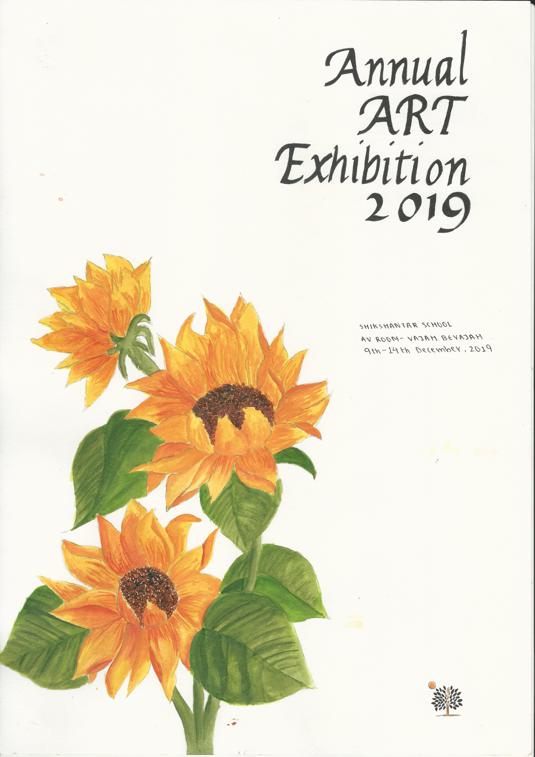 Annual
ART
Exhibition
2019
SHIKSHANTAR SCHOOL
AV ROOM- VAJAH BEVAJAH
9th-14th December, 2019